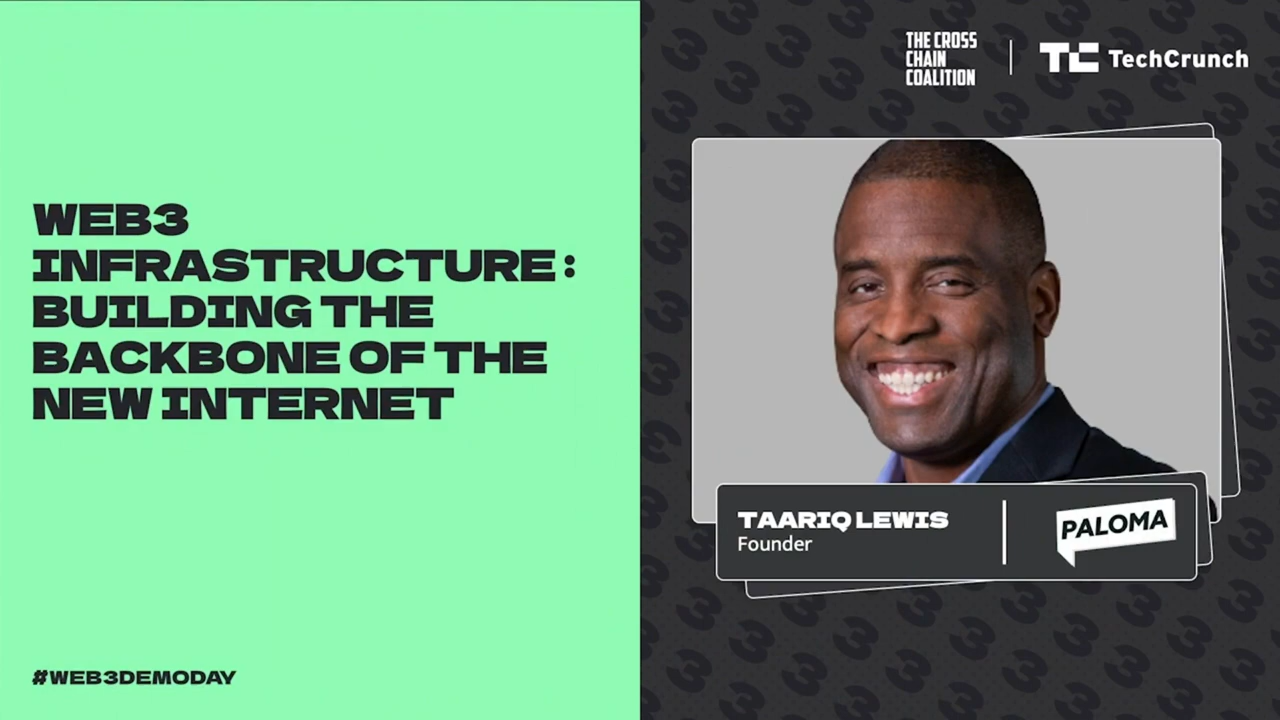 WEB3
INFRASTRUCTURE:
BUILDING THE
BACKBONE OF THE
NEW INTERNET
#WEB3DEMODAY
THE CROSS
CHAIN
COALITION
TC TechCrunch
TAARIQ LEWIS
Founder
PALOMA